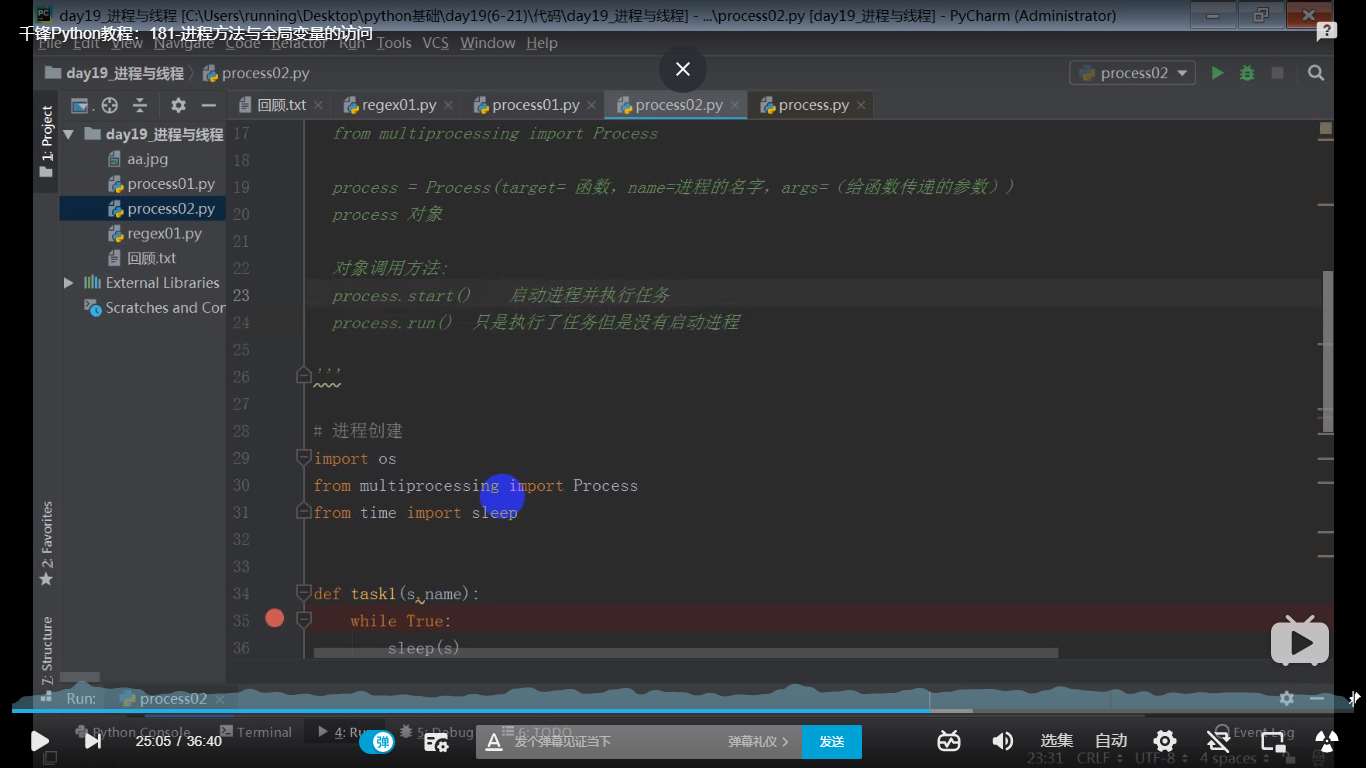 day19_进程与线程 [C:\Users\running\Desktop\python基础\day19(6-21)\代码\day19_进程与线程] - ...\process02.py [day19_进程与线程] - PyCharm (Administrator)
千锋Python教程：181-进程方法与全局变量的访问
File Edit View Navigate Code Refactor Run Tools VCS Window Help
day19_进程与线程 process02.py process02
回顾.txt regex01.py process01.py process02.py process.py
1: Project
day19_进程与线程
aa.jpg
process01.py
process02.py
regex01.py
回顾.txt
External Libraries
Scratches and Con
2: Favorites
7: Structure
17 from multiprocessing import Process
18
19 process = Process(target= 函数，name=进程的名字，args=（给函数传递的参数）)
20 process 对象
21
22 对象调用方法:
23 process.start() 启动进程并执行任务
24 process.run() 只是执行了任务但是没有启动进程
25
26 '''
27
28 # 进程创建
29 import os
30 from multiprocessing import Process
31 from time import sleep
32
33
34 def task1(s,name):
35 while True:
36 sleep(s)
Run: process02
Python Console Terminal 4: Ru 5: Debug 6: TODO Event Log
25:05 / 36:40 弹 发个弹幕见证当下 弹幕礼仪 > 发送 选集 自动
23:31 CRLF UTF-8 4 spaces